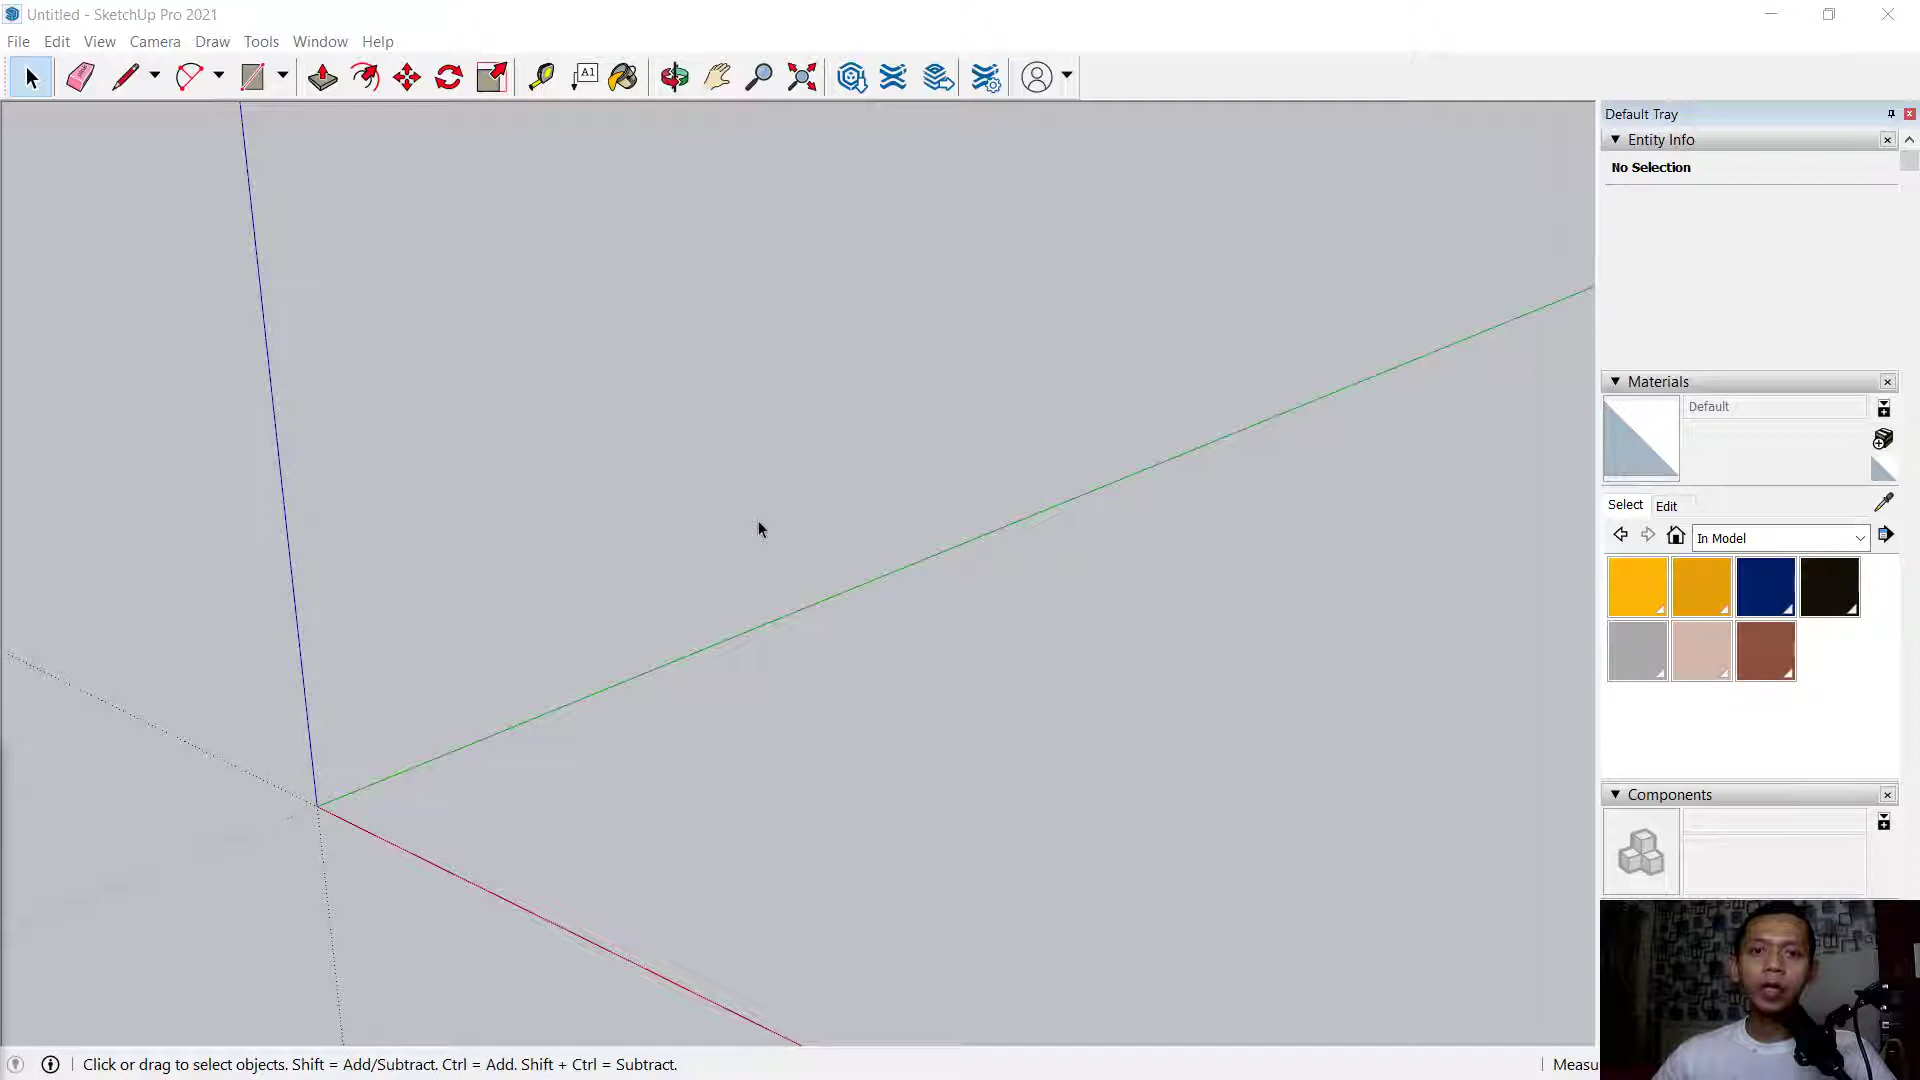 Untitled - SketchUp Pro 2021
File Edit View Camera Draw Tools Window Help
A1
Default Tray
Entity Info
No Selection
Materials
Default
Select Edit
In Model
Components
Click or drag to select objects. Shift = Add/Subtract. Ctrl = Add. Shift + Ctrl = Subtract.
Measu